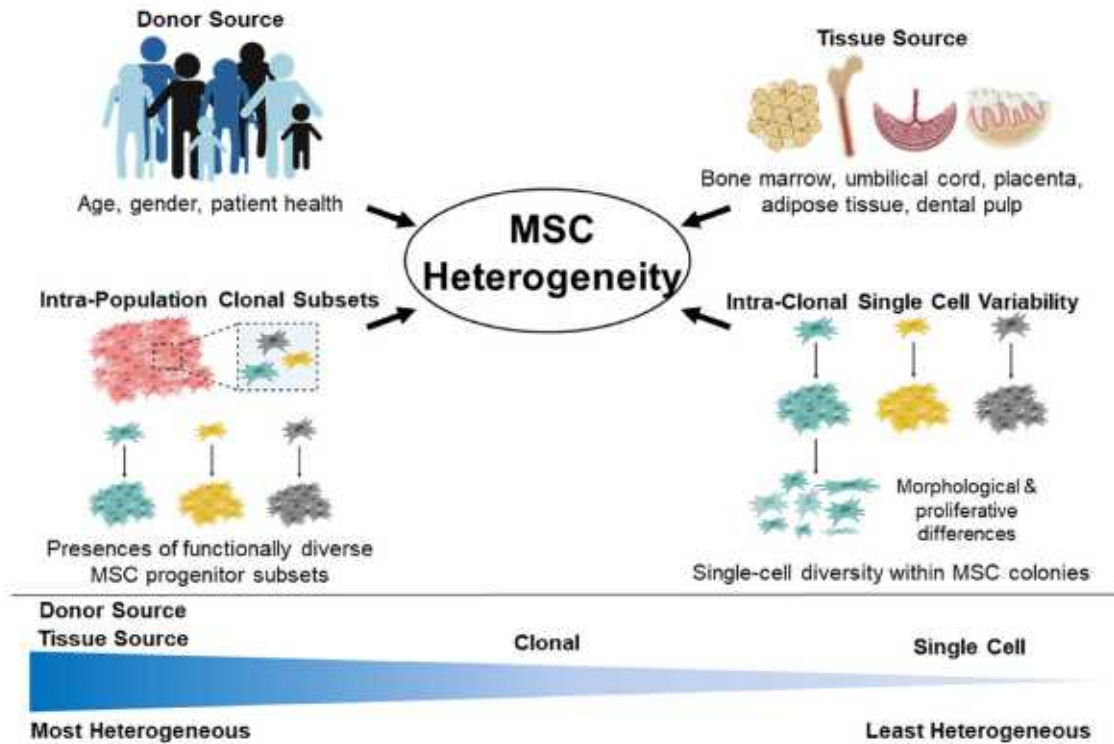 Donor Source
Age, gender, patient health
Tissue Source
Bone marrow, umbilical cord, placenta,
adipose tissue, dental pulp
MSC
Heterogeneity
Intra-Population Clonal Subsets
Presences of functionally diverse
MSC progenitor subsets
Intra-Clonal Single Cell Variability
Morphological &
proliferative
differences
Single-cell diversity within MSC colonies
Donor Source
Tissue Source
Clonal
Single Cell
Most Heterogeneous
Least Heterogeneous